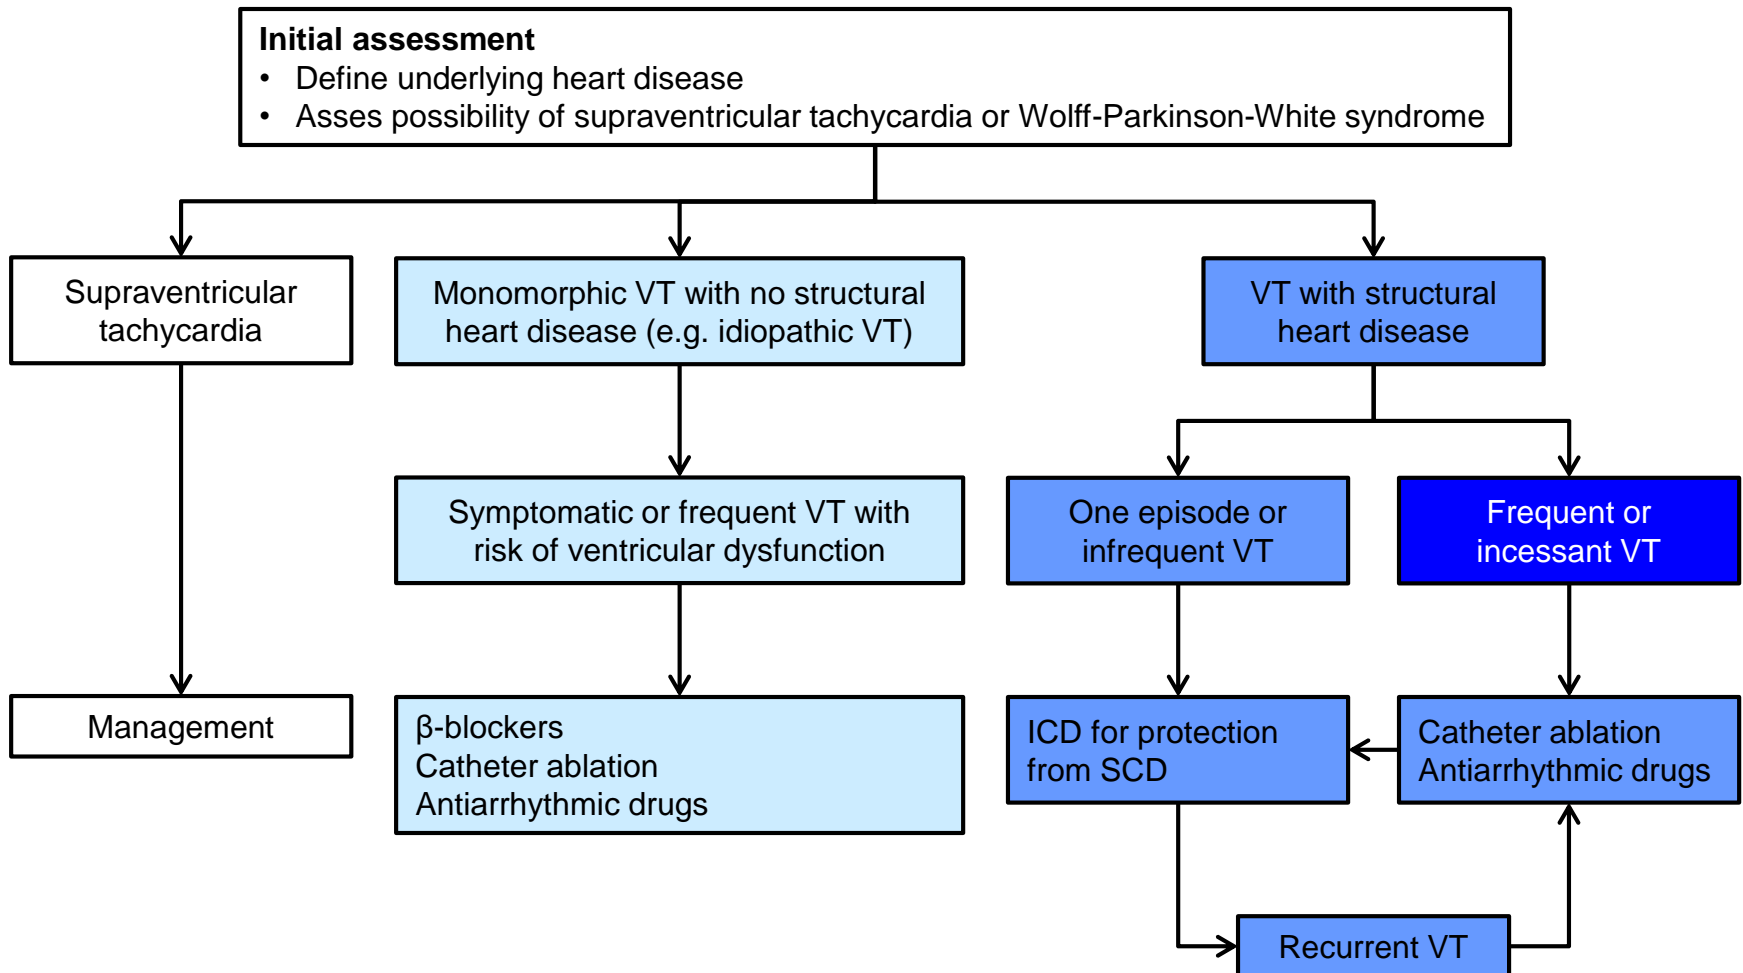 Initial assessment
• Define underlying heart disease
• Asses possibility of supraventricular tachycardia or Wolff-Parkinson-White syndrome
Supraventricular
tachycardia
Monomorphic VT with no structural
heart disease (e.g. idiopathic VT)
VT with structural
heart disease
Symptomatic or frequent VT with
risk of ventricular dysfunction
One episode or
infrequent VT
Frequent or
incessant VT
Management
β-blockers
Catheter ablation
Antiarrhythmic drugs
ICD for protection
from SCD
Catheter ablation
Antiarrhythmic drugs
Recurrent VT